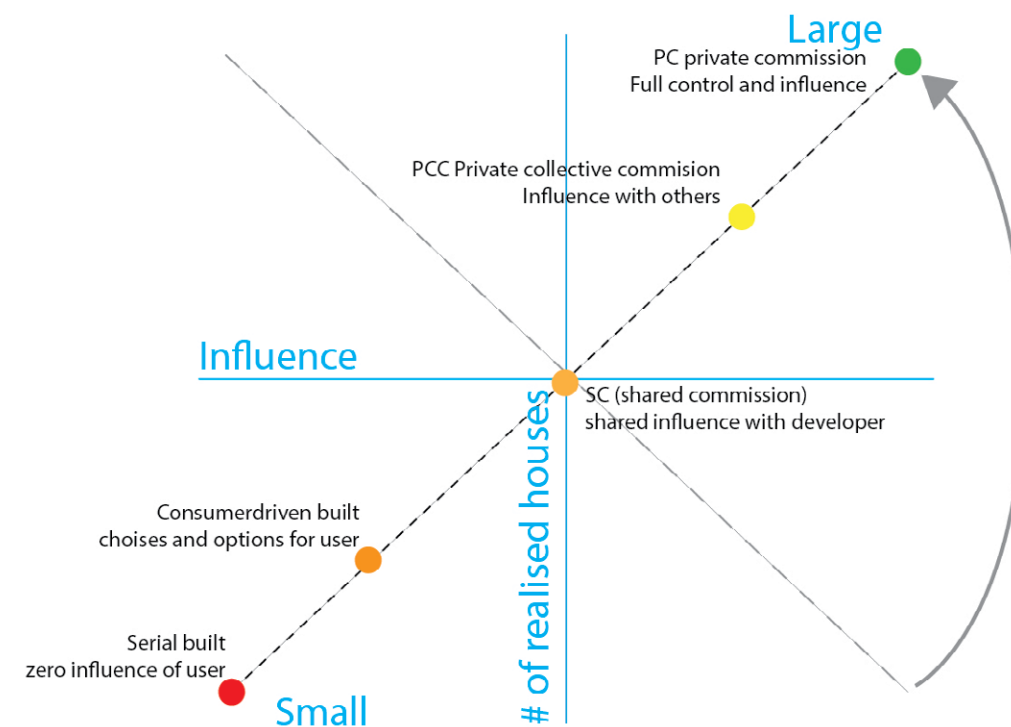 Large
PC private commission
Full control and influence
PCC Private collective commision
Influence with others
Influence
SC (shared commission)
shared influence with developer
# of realised houses
Consumerdriven built
choises and options for user
Serial built
zero influence of user
Small